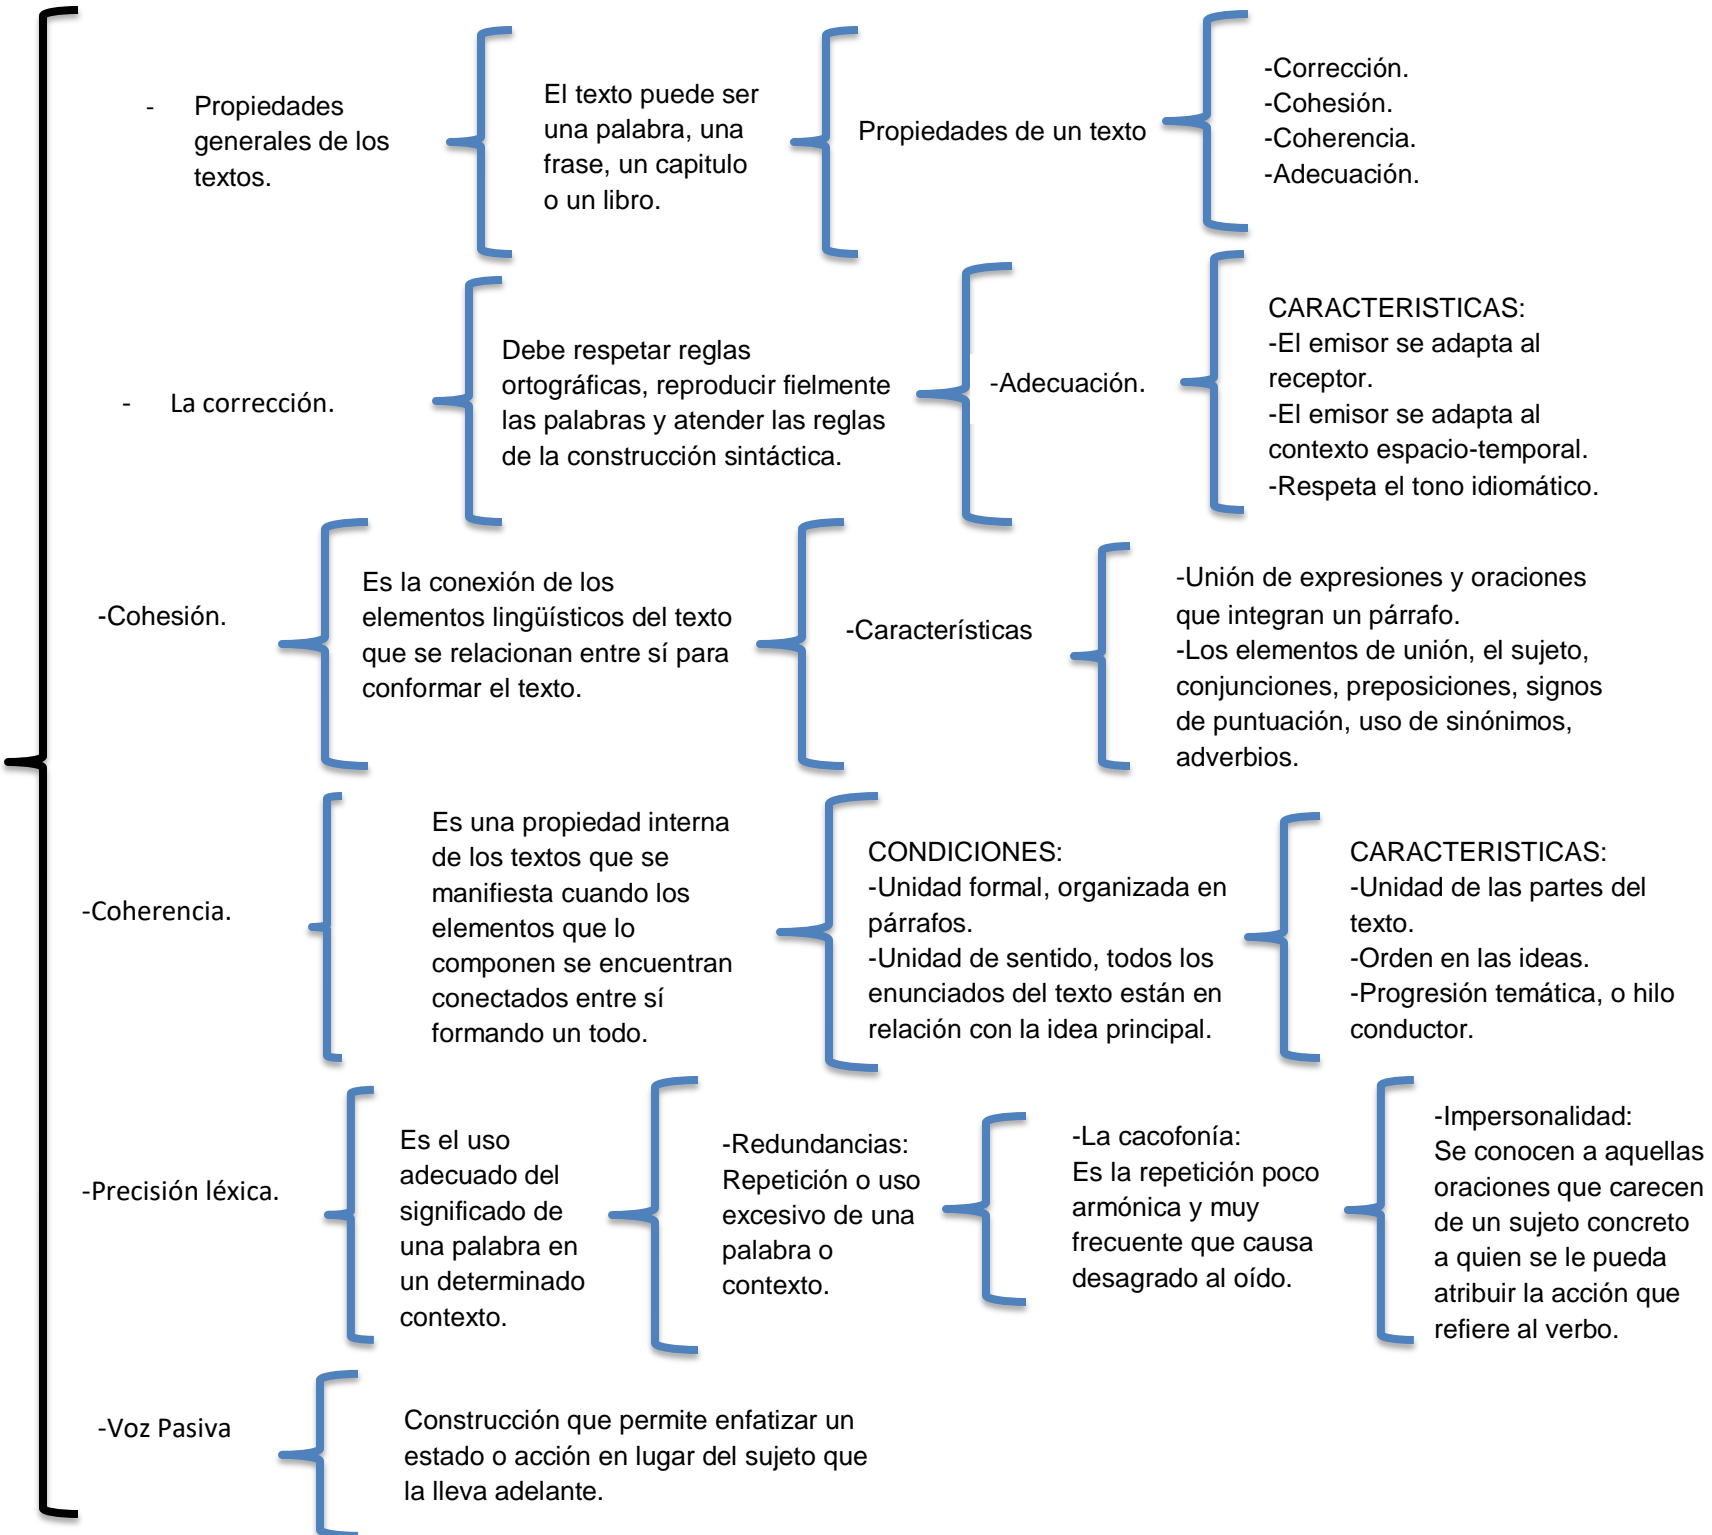 - Propiedades
generales de los
textos.
El texto puede ser
una palabra, una
frase, un capitulo
o un libro.
Propiedades de un texto
-Corrección.
-Cohesión.
-Coherencia.
-Adecuación.
- La corrección.
Debe respetar reglas
ortográficas, reproducir fielmente
las palabras y atender las reglas
de la construcción sintáctica.
-Adecuación.
CARACTERISTICAS:
-El emisor se adapta al
receptor.
-El emisor se adapta al
contexto espacio-temporal.
-Respeta el tono idiomático.
-Cohesión.
Es la conexión de los
elementos lingüísticos del texto
que se relacionan entre sí para
conformar el texto.
-Características
-Unión de expresiones y oraciones
que integran un párrafo.
-Los elementos de unión, el sujeto,
conjunciones, preposiciones, signos
de puntuación, uso de sinónimos,
adverbios.
-Coherencia.
Es una propiedad interna
de los textos que se
manifiesta cuando los
elementos que lo
componen se encuentran
conectados entre sí
formando un todo.
CONDICIONES:
-Unidad formal, organizada en
párrafos.
-Unidad de sentido, todos los
enunciados del texto están en
relación con la idea principal.
CARACTERISTICAS:
-Unidad de las partes del
texto.
-Orden en las ideas.
-Progresión temática, o hilo
conductor.
-Precisión léxica.
Es el uso
adecuado del
significado de
una palabra en
un determinado
contexto.
-Redundancias:
Repetición o uso
excesivo de una
palabra o
contexto.
-La cacofonía:
Es la repetición poco
armónica y muy
frecuente que causa
desagrado al oído.
-Impersonalidad:
Se conocen a aquellas
oraciones que carecen
de un sujeto concreto
a quien se le pueda
atribuir la acción que
refiere al verbo.
-Voz Pasiva
Construcción que permite enfatizar un
estado o acción en lugar del sujeto que
la lleva adelante.